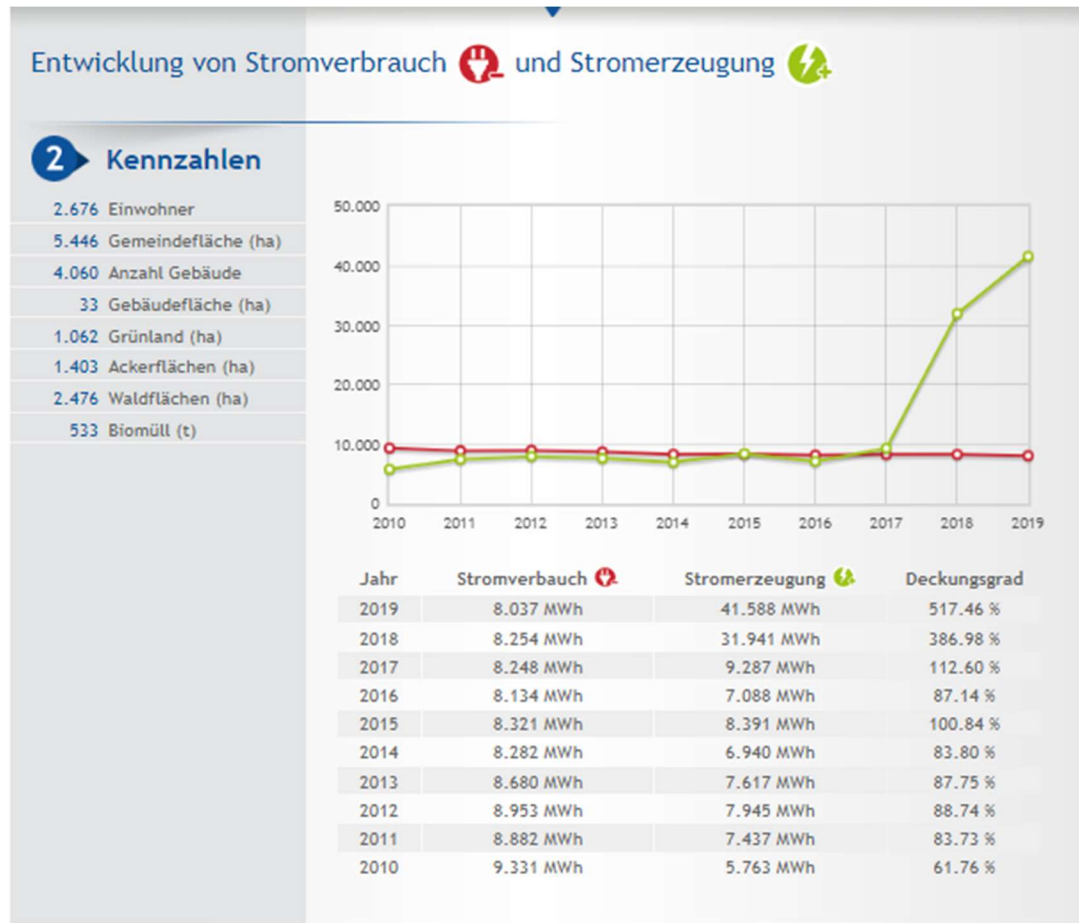 Entwicklung von Stromverbrauch und Stromerzeugung
2 Kennzahlen
2.676 Einwohner
5.446 Gemeindefläche (ha)
4.060 Anzahl Gebäude
33 Gebäudefläche (ha)
1.062 Grünland (ha)
1.403 Ackerflächen (ha)
2.476 Waldflächen (ha)
533 Biomüll (t)
50.000
40.000
30.000
20.000
10.000
0
2010 2011 2012 2013 2014 2015 2016 2017 2018 2019
Jahr Stromverbauch Stromerzeugung Deckungsgrad
2019 8.037 MWh 41.588 MWh 517.46 %
2018 8.254 MWh 31.941 MWh 386.98 %
2017 8.248 MWh 9.287 MWh 112.60 %
2016 8.134 MWh 7.088 MWh 87.14 %
2015 8.321 MWh 8.391 MWh 100.84 %
2014 8.282 MWh 6.940 MWh 83.80 %
2013 8.680 MWh 7.617 MWh 87.75 %
2012 8.953 MWh 7.945 MWh 88.74 %
2011 8.882 MWh 7.437 MWh 83.73 %
2010 9.331 MWh 5.763 MWh 61.76 %